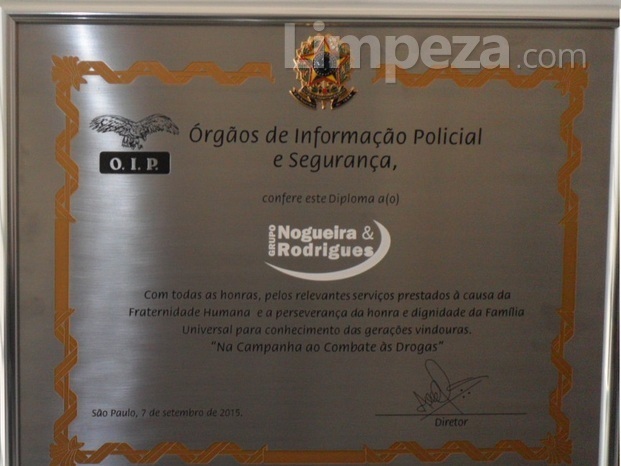 Limpeza.com
Órgãos de Informação Policial
e Segurança,
O. I. P.
confere este Diploma a(o)
GRUPO
Nogueira &
Rodrigues
Com todas as honras, pelos relevantes serviços prestados à causa da
Fraternidade Humana e a perseverança da honra e dignidade da Família
Universal para conhecimento das gerações vindouras.
"Na Campanha ao Combate às Drogas"
São Paulo, 7 de setembro de 2015.
Diretor